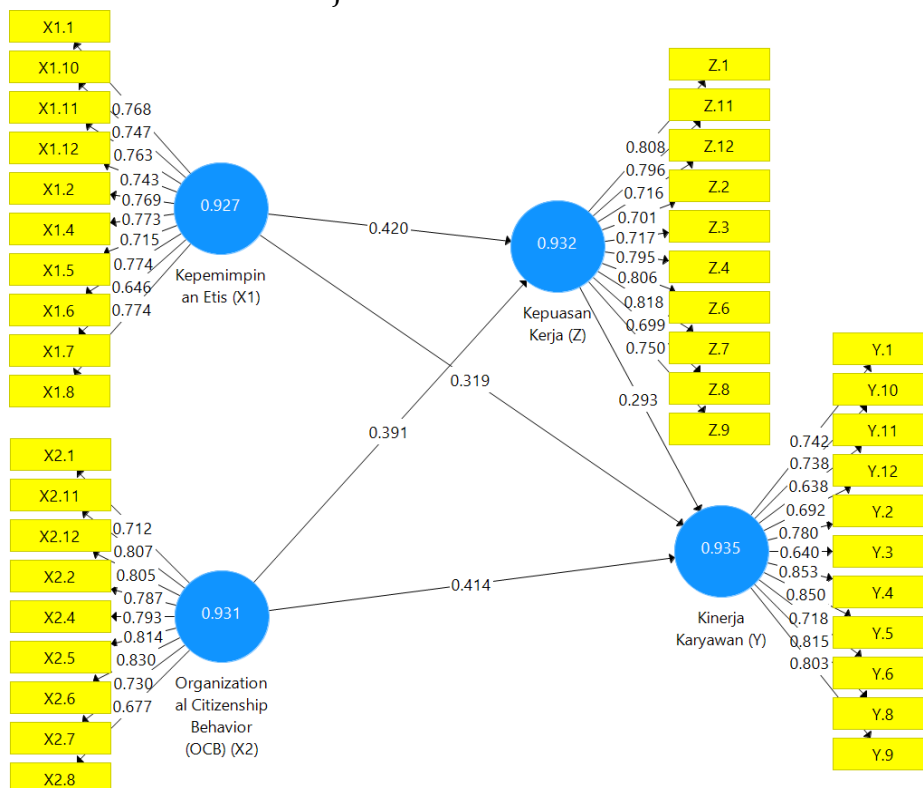 X1.1
X1.10
X1.11
X1.12
X1.2
X1.4
X1.5
X1.6
X1.7
X1.8
0.768
0.747
0.763
0.743
0.769
0.773
0.715
0.774
0.646
0.774
0.927
Kepemimpin
an Etis (X1)
X2.1
X2.11
X2.12
X2.2
X2.4
X2.5
X2.6
X2.7
X2.8
0.712
0.807
0.805
0.787
0.793
0.814
0.830
0.730
0.677
0.931
Organization
al Citizenship
Behavior
(OCB) (X2)
0.420
0.319
0.391
0.414
0.293
0.932
Kepuasan
Kerja (Z)
0.808
0.796
0.716
0.701
0.717
0.795
0.806
0.818
0.699
0.750
Z.1
Z.11
Z.12
Z.2
Z.3
Z.4
Z.6
Z.7
Z.8
Z.9
0.935
Kinerja
Karyawan (Y)
0.742
0.738
0.638
0.692
0.780
0.640
0.853
0.850
0.718
0.815
0.803
Y.1
Y.10
Y.11
Y.12
Y.2
Y.3
Y.4
Y.5
Y.6
Y.8
Y.9